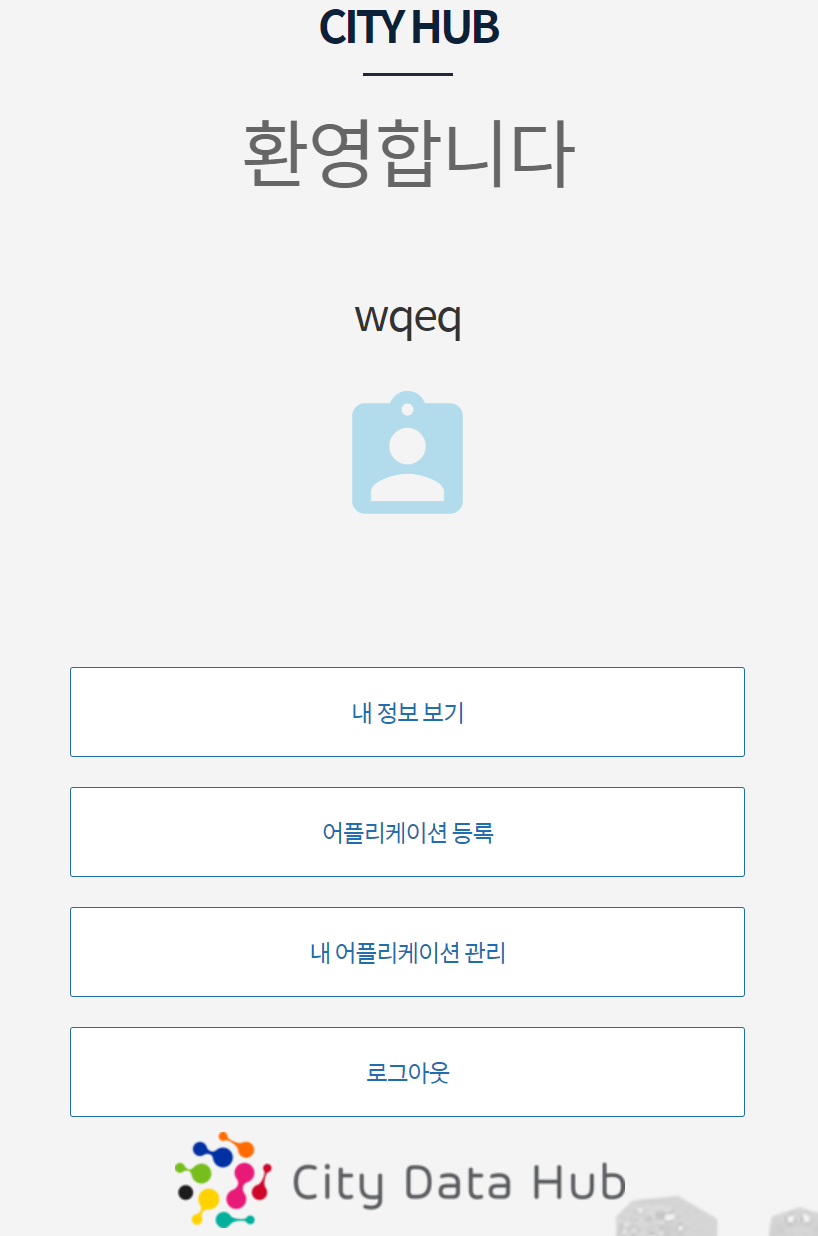 CITY HUB
환영합니다
wqeq
내 정보 보기
어플리케이션 등록
내 어플리케이션 관리
로그아웃
City Data Hub